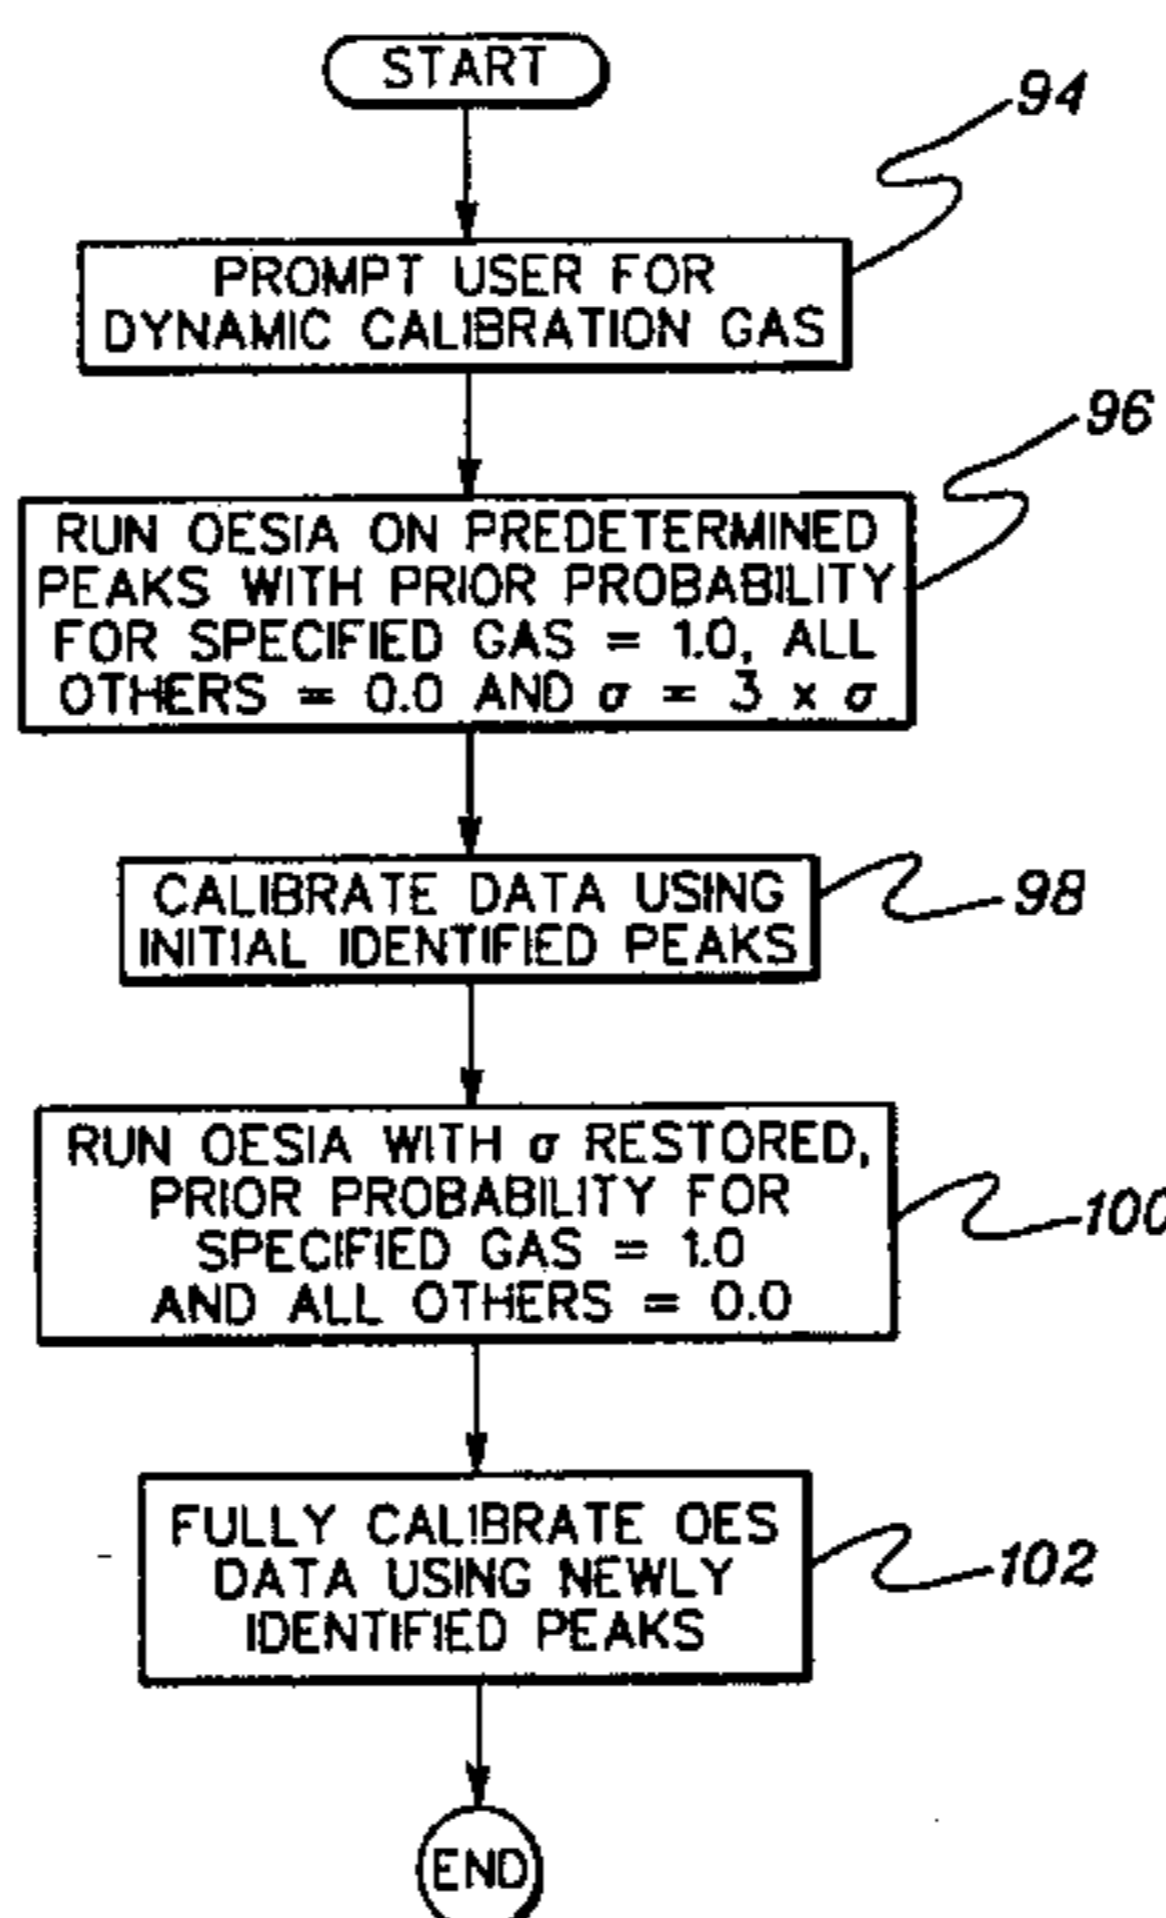 START
94
PROMPT USER FOR
DYNAMIC CALIBRATION GAS
96
RUN OESIA ON PREDETERMINED
PEAKS WITH PRIOR PROBABILITY
FOR SPECIFIED GAS = 1.0, ALL
OTHERS = 0.0 AND σ = 3 x σ
CALIBRATE DATA USING
INITIAL IDENTIFIED PEAKS
98
RUN OESIA WITH σ RESTORED,
PRIOR PROBABILITY FOR
SPECIFIED GAS = 1.0
AND ALL OTHERS = 0.0
100
FULLY CALIBRATE OES
DATA USING NEWLY
IDENTIFIED PEAKS
102
END